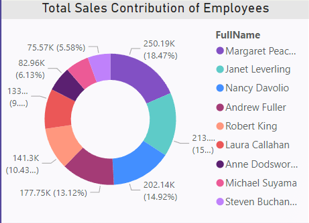 Total Sales Contribution of Employees
75.57K (5.58%)
82.96K
(6.13%)
133...
(9....)
141.3K
(10.43...)
177.75K (13.12%)
250.19K
(18.47%)
213...
(15...)
202.14K
(14.92%)
FullName
Margaret Peac...
Janet Leverling
Nancy Davolio
Andrew Fuller
Robert King
Laura Callahan
Anne Dodswor...
Michael Suyama
Steven Buchan...